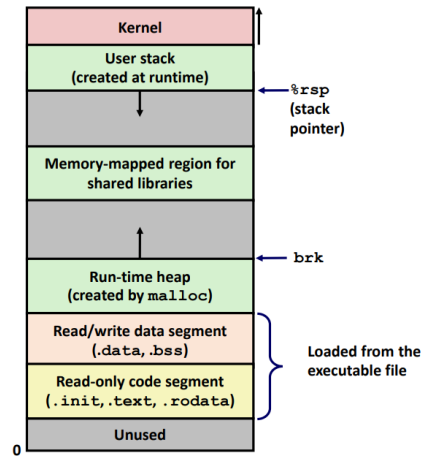 Kernel
User stack
(created at runtime)
%rsp
(stack
pointer)
Memory-mapped region for
shared libraries
brk
Run-time heap
(created by malloc)
Read/write data segment
(.data, .bss)
Loaded from the
executable file
Read-only code segment
(.init, .text, .rodata)
Unused
0